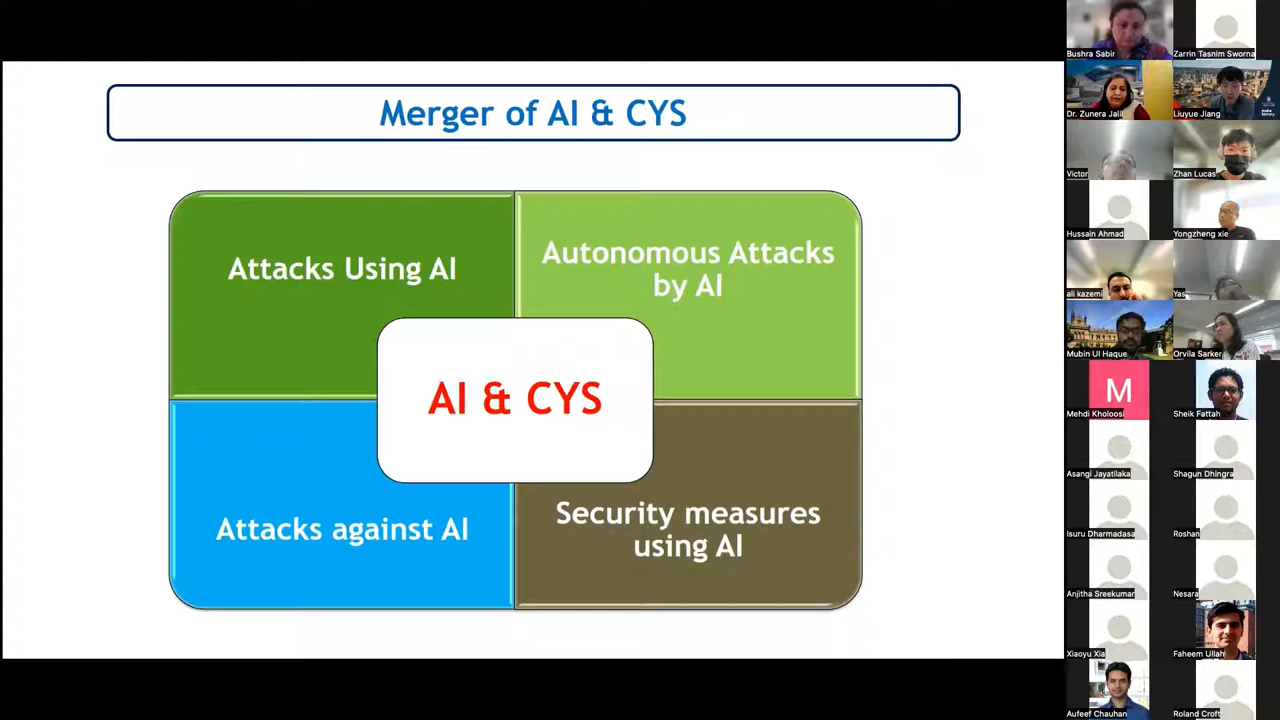 Merger of AI & CYS
Attacks Using AI
Autonomous Attacks
by AI
AI & CYS
Attacks against AI
Security measures
using AI
Bushra Sabir
Zarrin Tasnim Sworna
Dr. Zunera Jalil
Liuyue Jiang
Victor
Zhan Lucas
Hussain Ahmad
Yongzheng xie
ali kazemi
Yas
Mubin Ul Haque
Orvila Sarker
M
Mehdi Kholoosi
Sheik Fattah
Asangi Jayatilaka
Shagun Dhingra
Isuru Dharmadasa
Roshan
Anjitha Sreekumar
Nesara
Xiaoyu Xia
Faheem Ullah
Aufeef Chauhan
Roland Croft